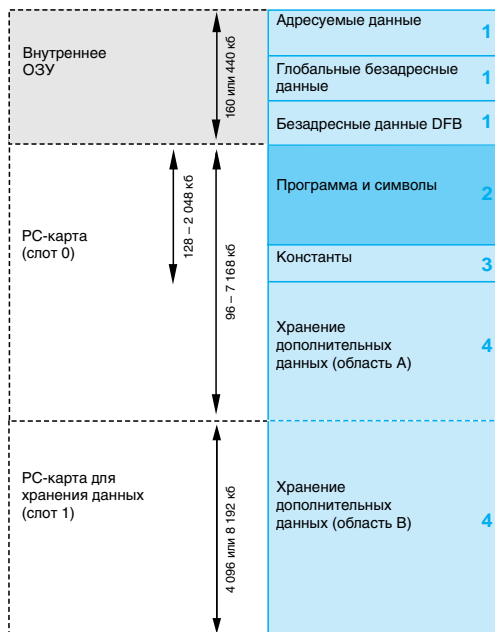 Внутреннее
ОЗУ
160 или 440 кб
Адресуемые данные
1
Глобальные безадресные
данные
1
Безадресные данные DFB
1
PC-карта
(слот 0)
128 – 2 048 кб
96 – 7 168 кб
Программа и символы
2
Константы
3
Хранение
дополнительных
данных (область A)
4
PC-карта для
хранения данных
(слот 1)
4 096 или 8 192 кб
Хранение
дополнительных
данных (область B)
4